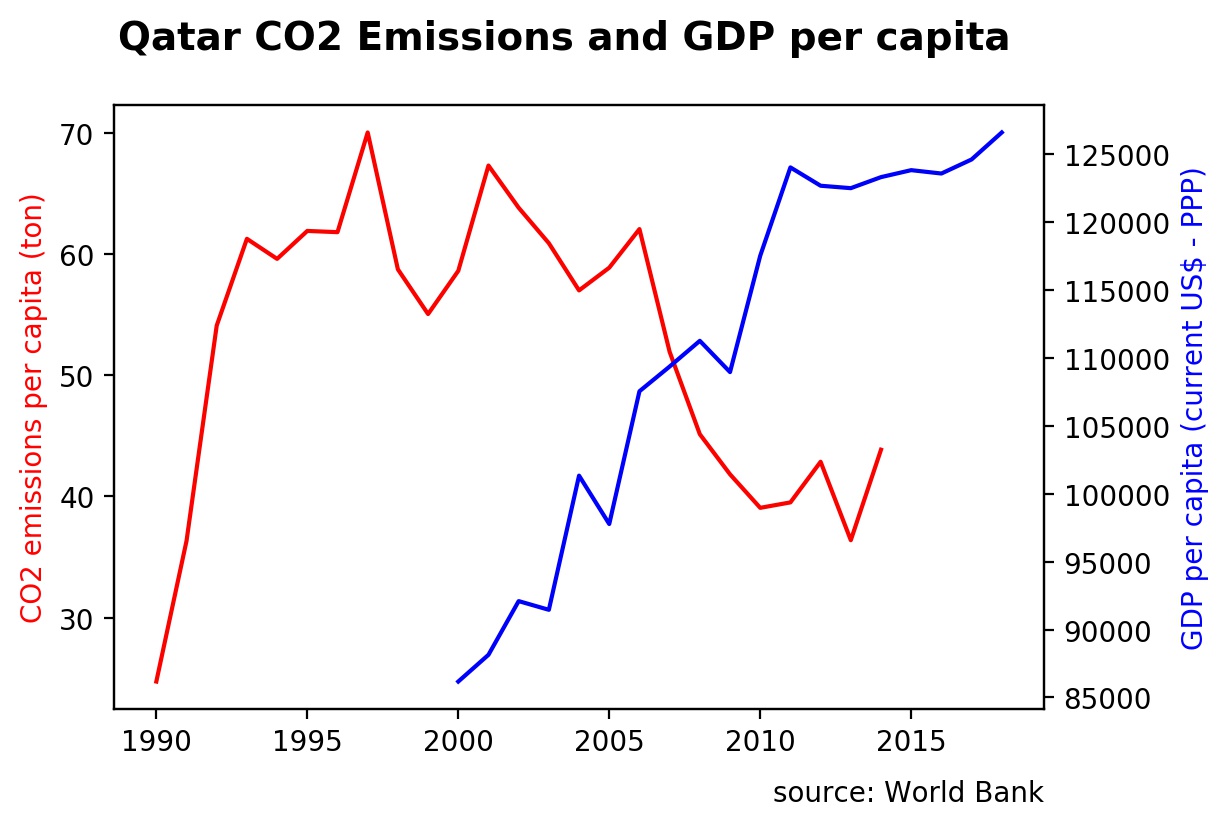 Qatar CO2 Emissions and GDP per capita
CO2 emissions per capita (ton)
70
60
50
40
30
125000
120000
115000
110000
105000
100000
95000
90000
85000
GDP per capita (current US$ - PPP)
1990 1995 2000 2005 2010 2015
source: World Bank